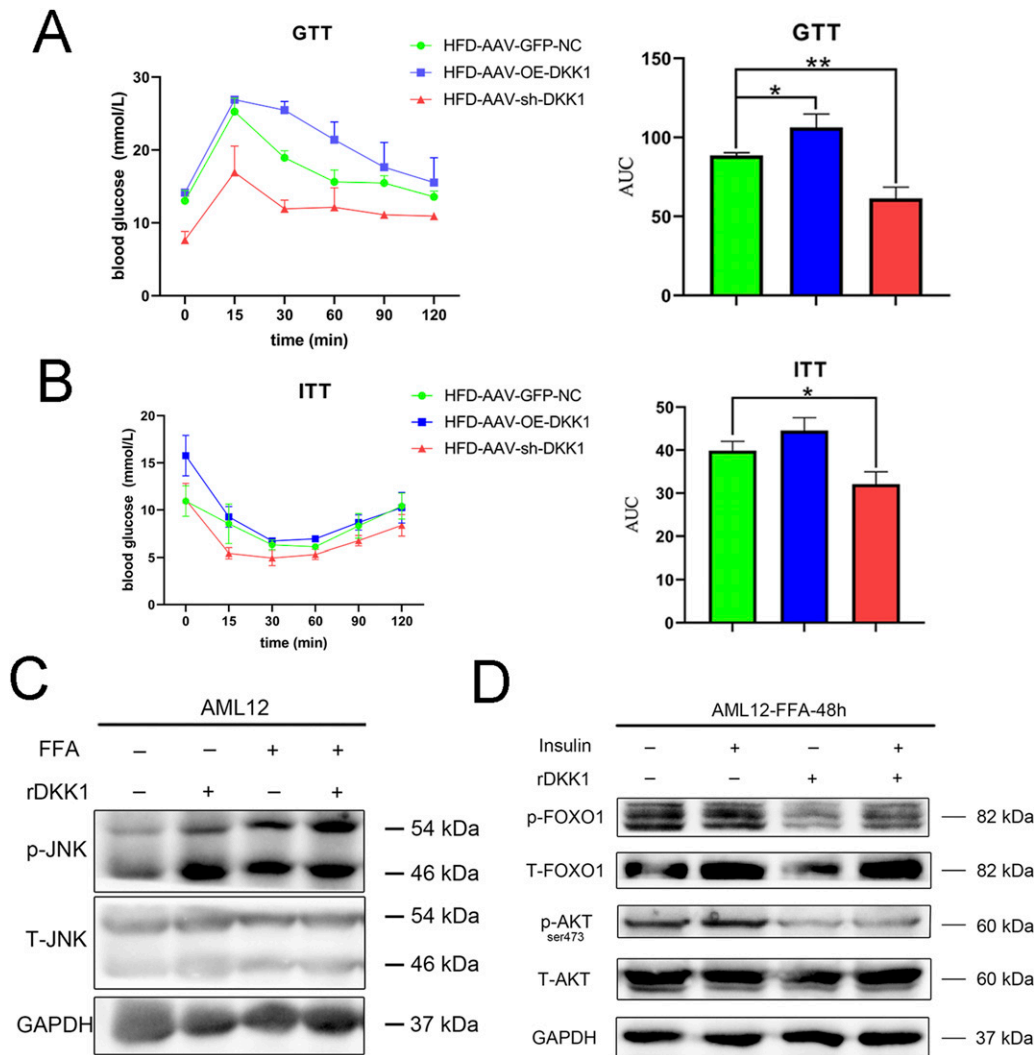 A
GTT
HFD-AAV-GFP-NC
HFD-AAV-OE-DKK1
HFD-AAV-sh-DKK1
blood glucose (mmol/L)
30
20
10
0
0 15 30 60 90 120
time (min)
GTT
AUC
150
100
50
0
**
*
B
ITT
HFD-AAV-GFP-NC
HFD-AAV-OE-DKK1
HFD-AAV-sh-DKK1
blood glucose (mmol/L)
20
15
10
5
0
0 15 30 60 90 120
time (min)
ITT
AUC
40
30
20
10
0
*
C
AML12
FFA – – + +
rDKK1 – + – +
p-JNK
54 kDa
46 kDa
T-JNK
54 kDa
46 kDa
GAPDH
37 kDa
D
AML12-FFA-48h
Insulin – + – +
rDKK1 – – + +
p-FOXO1 82 kDa
T-FOXO1 82 kDa
p-AKT 60 kDa
ser473
T-AKT 60 kDa
GAPDH 37 kDa